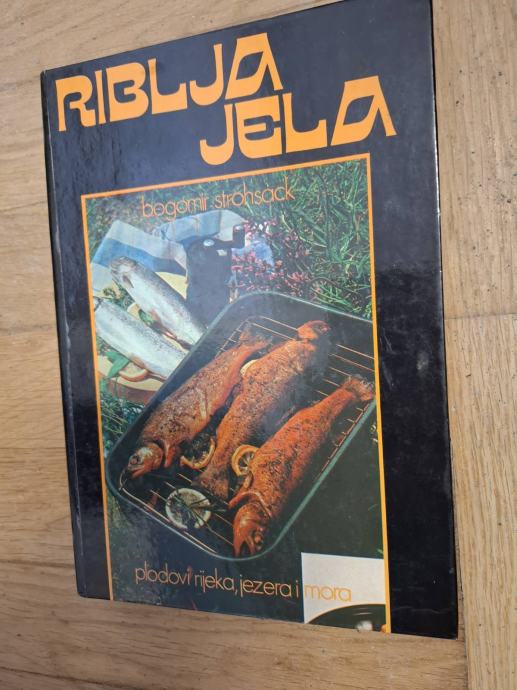 RIBLJA
JELA
bogomir strohsack
plodovi rijeka, jezera i mora